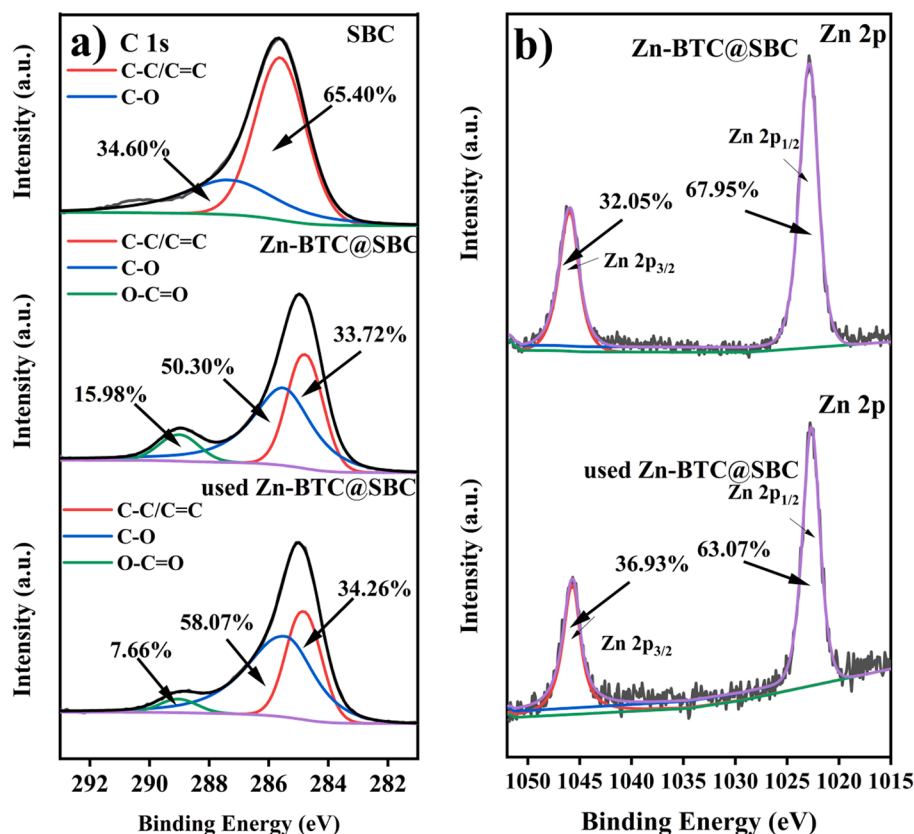 a)
C 1s
SBC
C-C/C=C
C-O
65.40%
34.60%
Intensity (a.u.)
Zn-BTC@SBC
C-C/C=C
C-O
O-C=O
33.72%
50.30%
15.98%
Intensity (a.u.)
used Zn-BTC@SBC
C-C/C=C
C-O
O-C=O
34.26%
58.07%
7.66%
Intensity (a.u.)
292 290 288 286 284 282
Binding Energy (eV)
b)
Zn 2p
Zn-BTC@SBC
Zn 2p1/2
67.95%
32.05%
Zn 2p3/2
Intensity (a.u.)
Zn 2p
used Zn-BTC@SBC
Zn 2p1/2
63.07%
36.93%
Zn 2p3/2
Intensity (a.u.)
1050 1045 1040 1035 1030 1025 1020 1015
Binding Energy (eV)